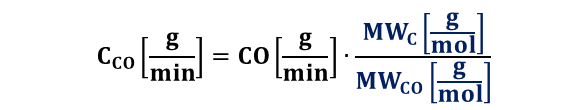 C_CO [g/min] = CO [g/min] · MW_C [g/mol] / MW_CO [g/mol]